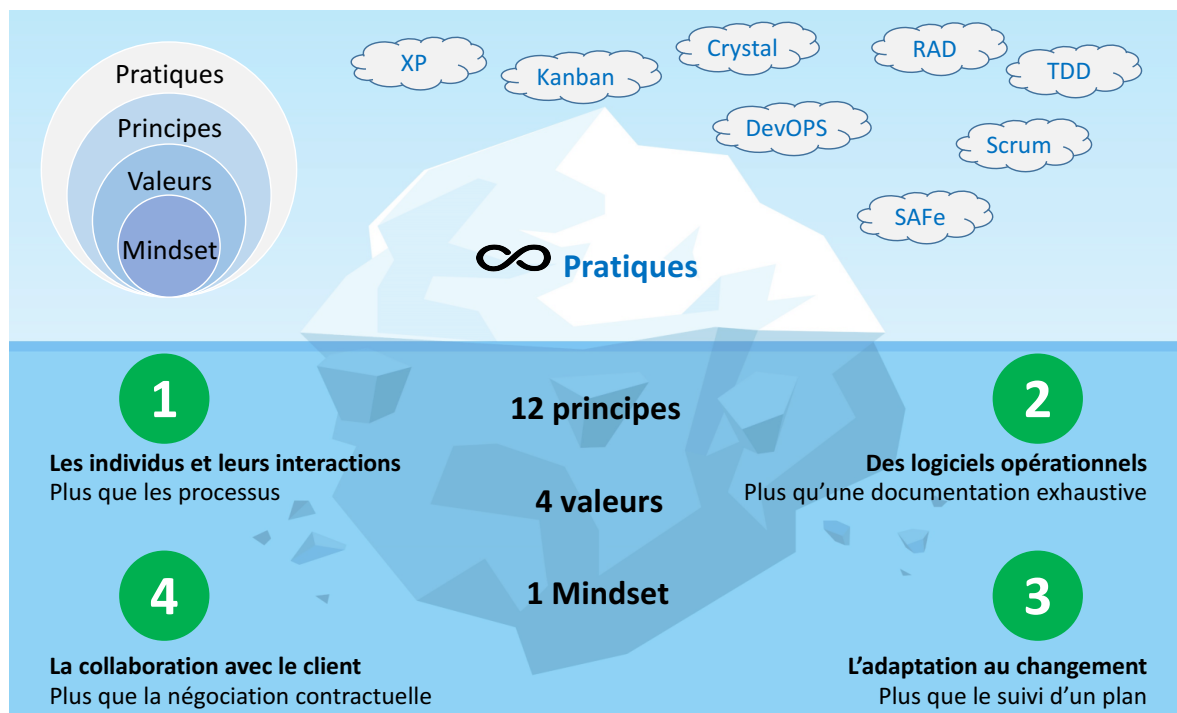 Pratiques
Principes
Valeurs
Mindset
XP
Kanban
Crystal
RAD
TDD
DevOPS
Scrum
SAFe
∞ Pratiques
1
Les individus et leurs interactions
Plus que les processus
12 principes
4 valeurs
1 Mindset
2
Des logiciels opérationnels
Plus qu’une documentation exhaustive
4
La collaboration avec le client
Plus que la négociation contractuelle
3
L’adaptation au changement
Plus que le suivi d’un plan